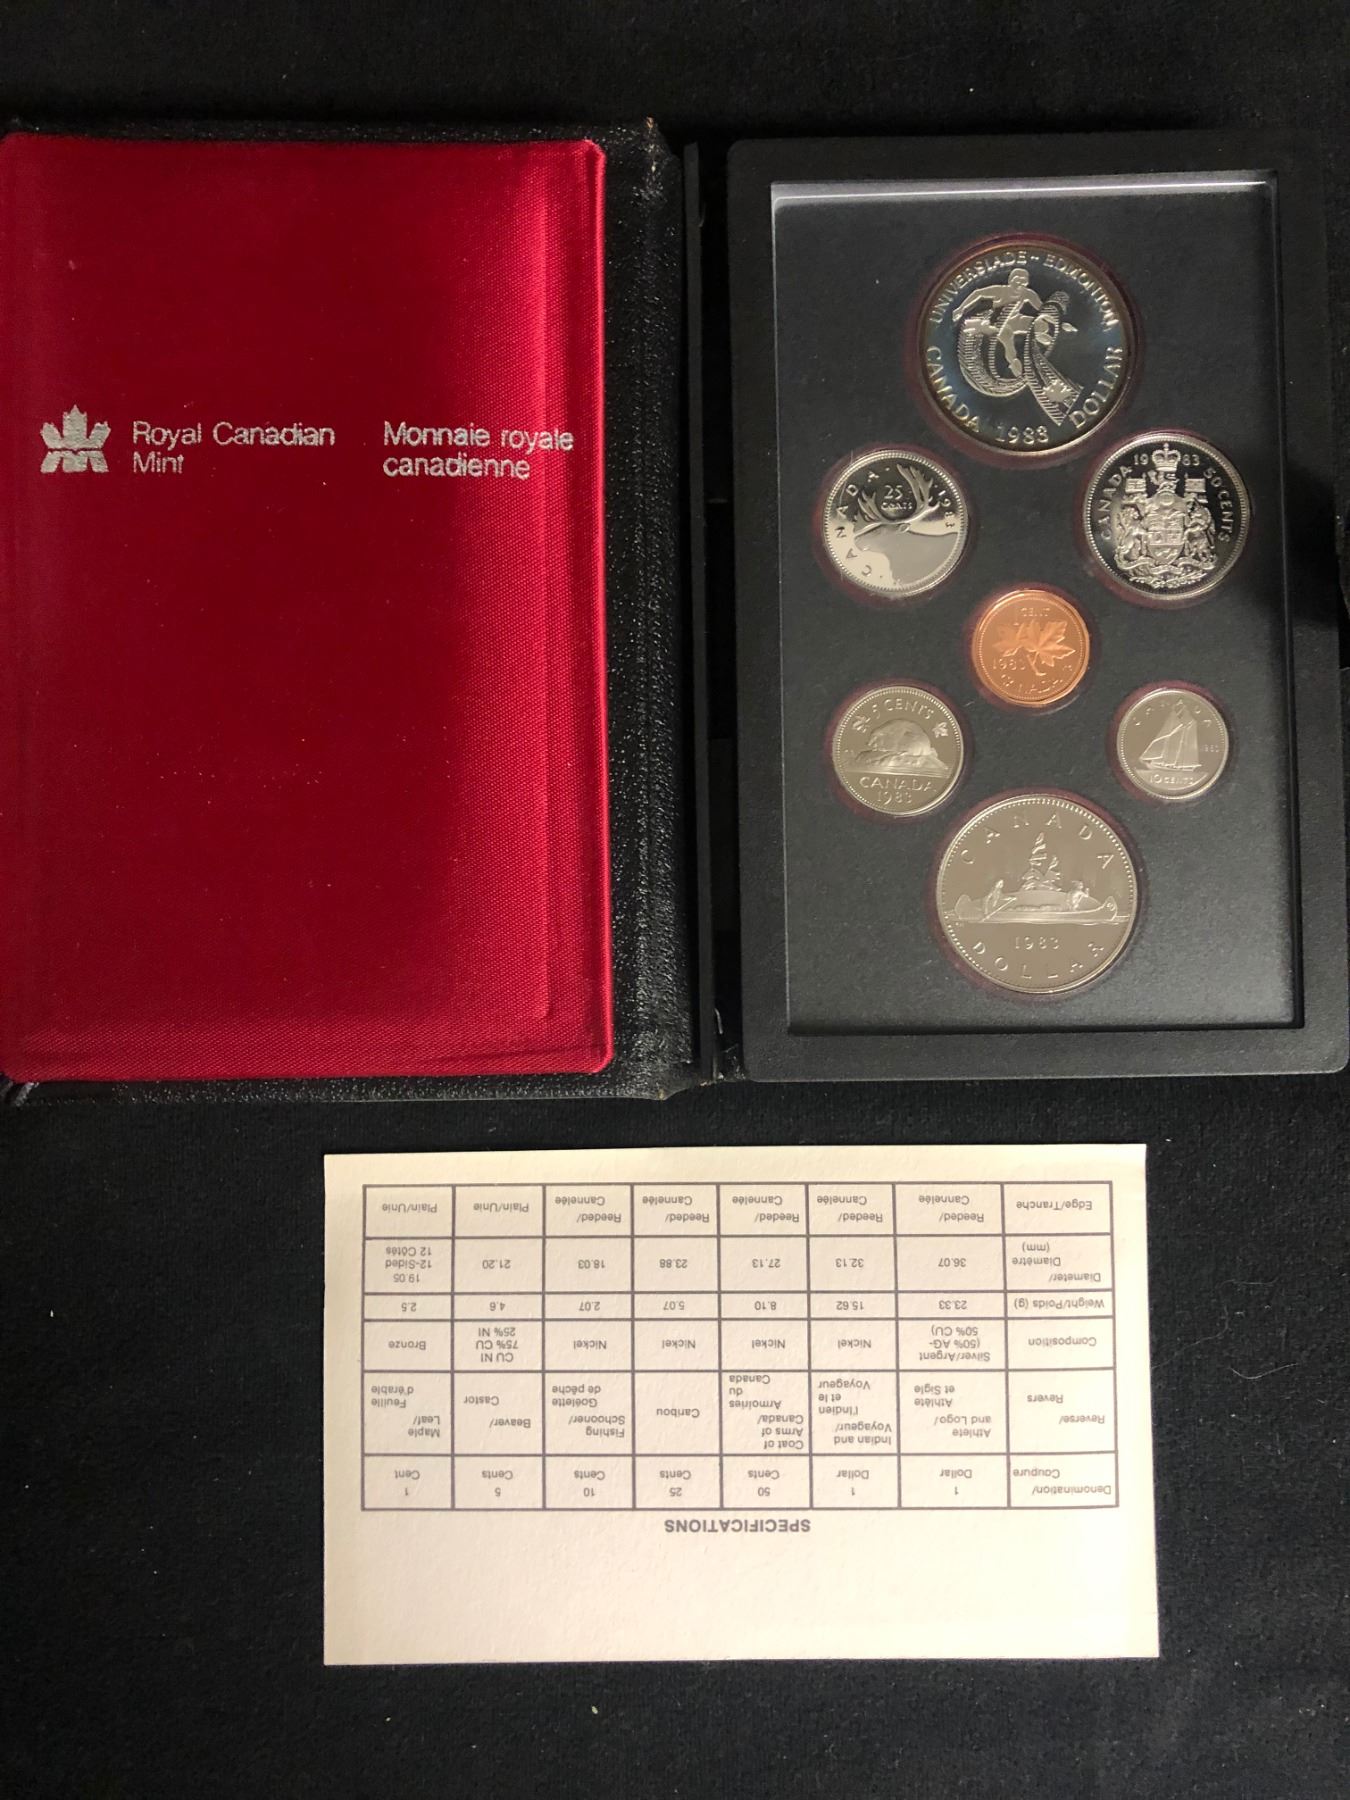 Royal Canadian
Mint
Monnaie royale
canadienne
UNIVERSIADE - EDMONTON
CANADA 1983 DOLLAR
CANADA 1983
25
cents
CANADA 1983 50 CENTS
CENT
1983
CANADA
5 CENTS
CANADA
1983
CANADA
1983
10 CENTS
CANADA
1983
DOLLAR
SPECIFICATIONS
Denomination/
Coupure
1
Dollar
1
Dollar
50
Cents
25
Cents
10
Cents
5
Cents
1
Cent
Reverse/
Revers
Athlete
and Logo/
Athlète
et Sigle
Indian and
Voyageur/
l'Indien
et le
Voyageur
Coat of
Arms of
Canada/
Armoiries
du
Canada
Caribou
Fishing
Schooner/
Goélette
de pêche
Beaver/
Castor
Maple
Leaf/
Feuille
d'érable
Composition
Silver/Argent
(50% AG-
50% CU)
Nickel
Nickel
Nickel
Nickel
CU NI
75% CU
25% NI
Bronze
Weight/Poids (g)
23.33
15.62
8.10
5.07
2.07
4.6
2.5
Diameter/
Diamètre
(mm)
36.07
32.13
27.13
23.88
18.03
21.20
19.05
12-Sided
12 Côtés
Edge/Tranche
Reeded/
Cannelée
Reeded/
Cannelée
Reeded/
Cannelée
Reeded/
Cannelée
Reeded/
Cannelée
Plain/Unie
Plain/Unie